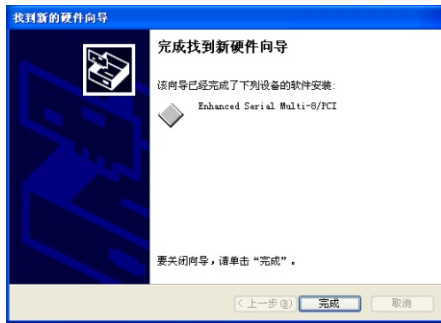 找到新的硬件向导
完成找到新硬件向导
该向导已经完成了下列设备的软件安装:
Enhanced Serial Multi-8/PCI
要关闭向导，请单击“完成”。
< 上一步(B) 完成 取消